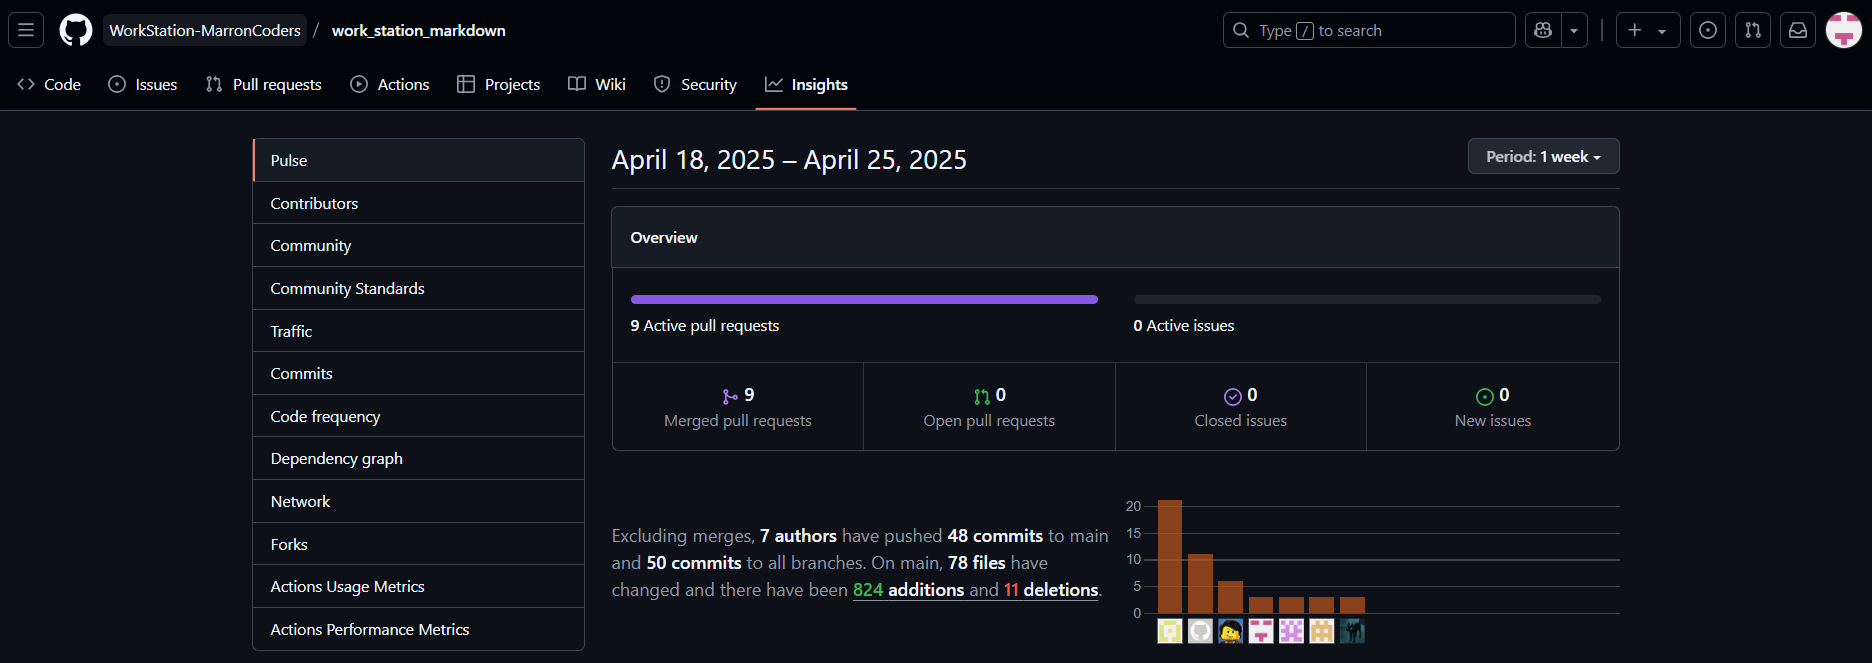 WorkStation-MarronCoders / work_station_markdown
Type / to search
Code Issues Pull requests Actions Projects Wiki Security Insights
Pulse
Contributors
Community
Community Standards
Traffic
Commits
Code frequency
Dependency graph
Network
Forks
Actions Usage Metrics
Actions Performance Metrics
April 18, 2025 – April 25, 2025
Period: 1 week
Overview
9 Active pull requests
0 Active issues
9
Merged pull requests
0
Open pull requests
0
Closed issues
0
New issues
Excluding merges, 7 authors have pushed 48 commits to main
and 50 commits to all branches. On main, 78 files have
changed and there have been 824 additions and 11 deletions.
20
15
10
5
0